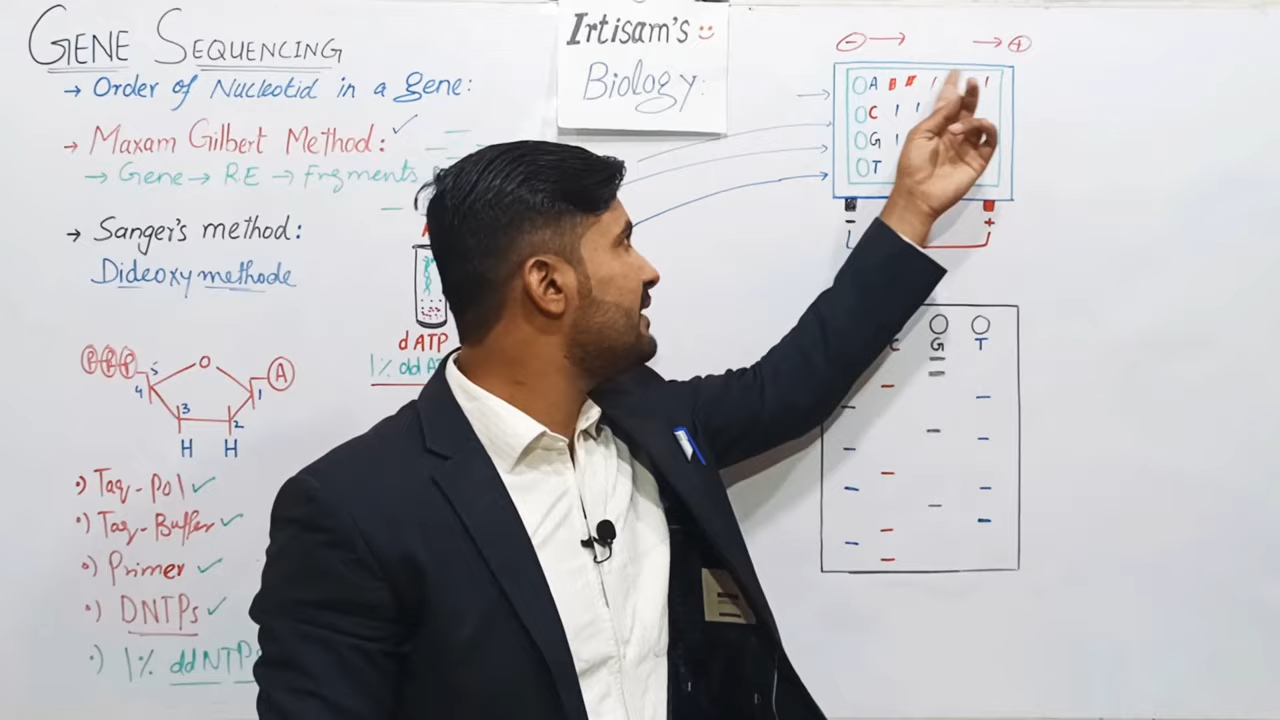 GENE SEQUENCING
→ Order of Nucleotid in a gene:
→ Maxam Gilbert Method: ✓
→ Gene → RE → fregments
→ Sanger's method:
Dideoxy methode
P P P 5 O A
4 1
3 2
H H
•) Taq-pol ✓
•) Taq-Buffer ✓
•) Primer ✓
•) DNTPs ✓
•) 1% ddNTP
dATP
1% dd
Irtisam's
Biology:
⊖ → → ⊕
A
C
G
T
- +
C G T